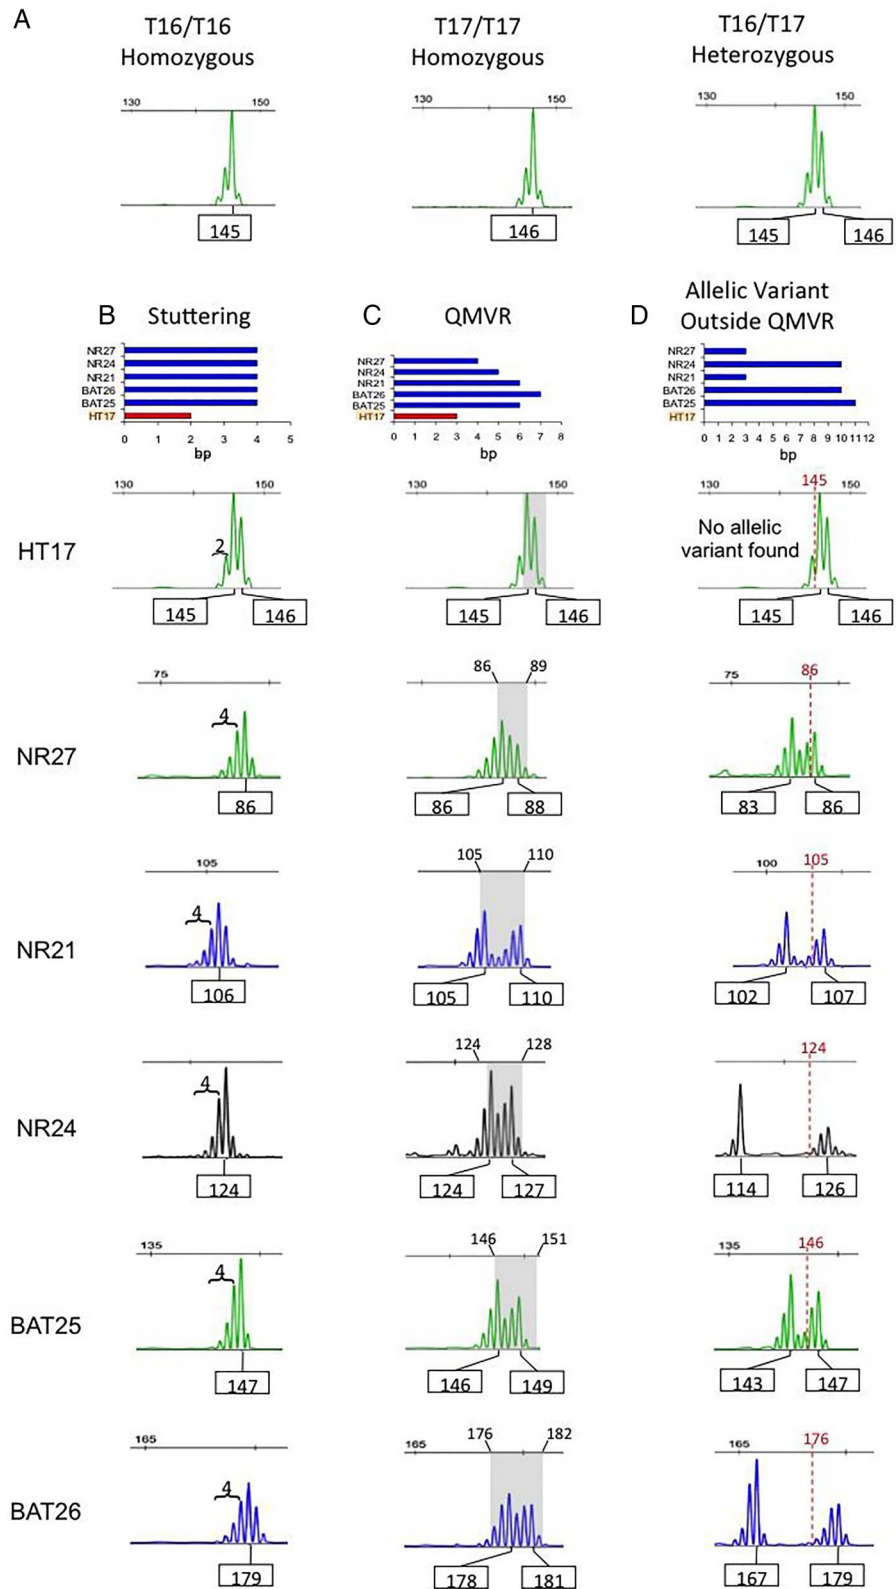 A
T16/T16
Homozygous
T17/T17
Homozygous
T16/T17
Heterozygous
130 150
130 150
130 150
145
146
145 146
B Stuttering
C QMVR
D Allelic Variant
Outside QMVR
NR27
NR24
NR21
BAT26
BAT25
HT17
0 1 2 3 4 5
bp
NR27
NR24
NR21
BAT26
BAT25
HT17
0 1 2 3 4 5 6 7 8
bp
NR27
NR24
NR21
BAT26
BAT25
HT17
0 1 2 3 4 5 6 7 8 9 10 11 12
bp
HT17
130 150
2
145 146
130 150
145 146
130 145 150
No allelic
variant found
145 146
NR27
75
4
86
86 89
86 88
75 86
83 86
NR21
105
4
106
105 110
105 110
100 105
102 107
NR24
4
124
124 128
124 127
124
114 126
BAT25
135
4
147
146 151
146 149
135 146
143 147
BAT26
165
4
179
165 176 182
178 181
165 176
167 179